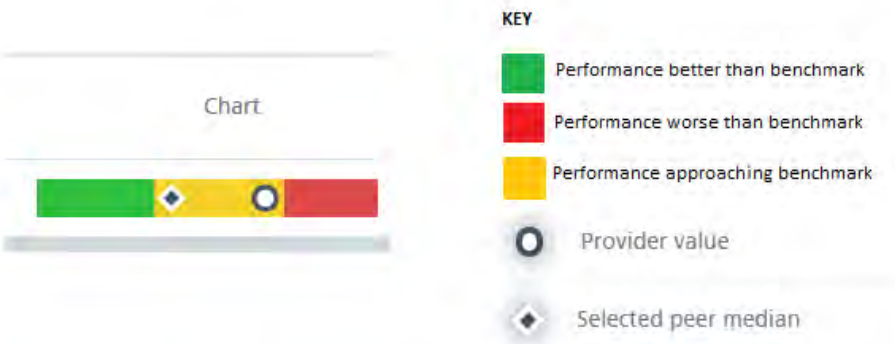 Chart
KEY
Performance better than benchmark
Performance worse than benchmark
Performance approaching benchmark
Provider value
Selected peer median